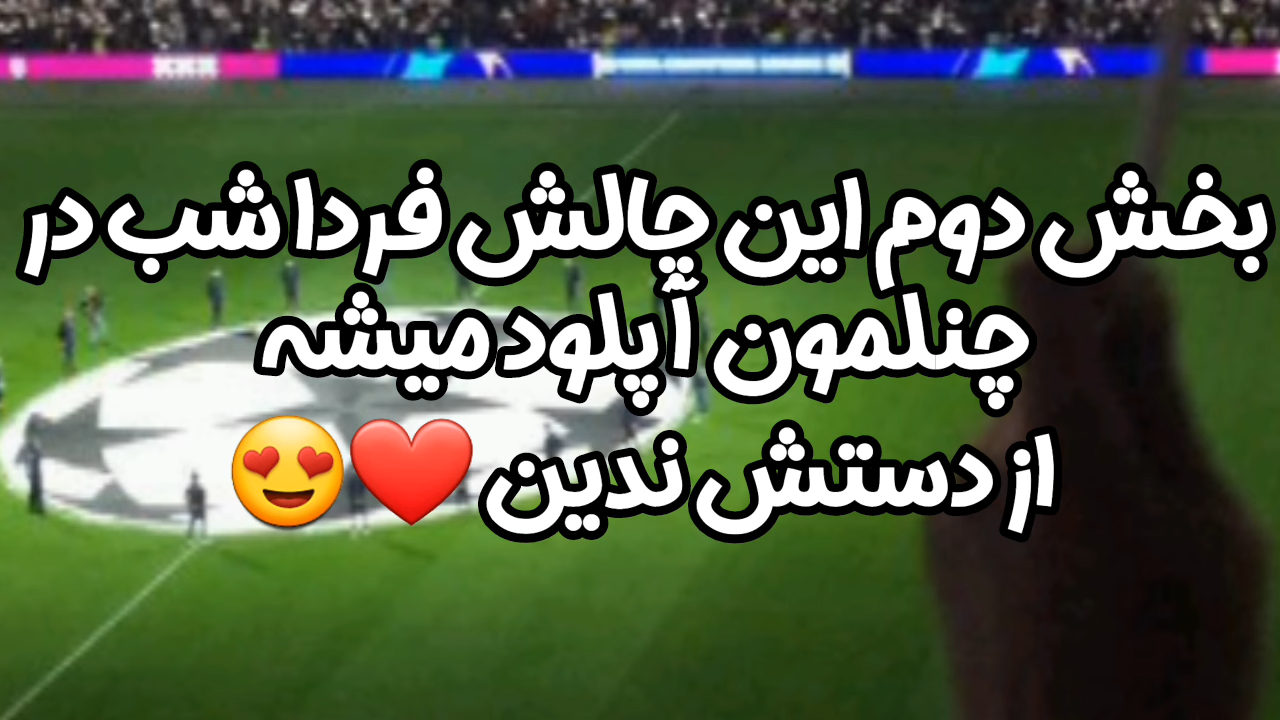 بخش دوم این چالش فردا شب در
چنلمون آپلود میشه
از دستش ندین ❤️😍